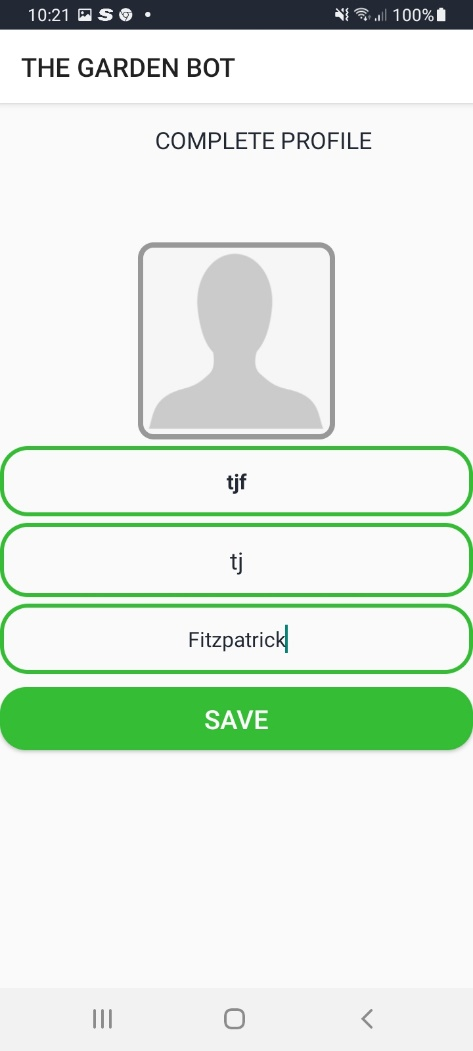 10:21 100%
THE GARDEN BOT
COMPLETE PROFILE
tjf
tj
Fitzpatrick
SAVE